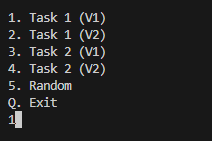 1. Task 1 (V1)
2. Task 1 (V2)
3. Task 2 (V1)
4. Task 2 (V2)
5. Random
Q. Exit
1